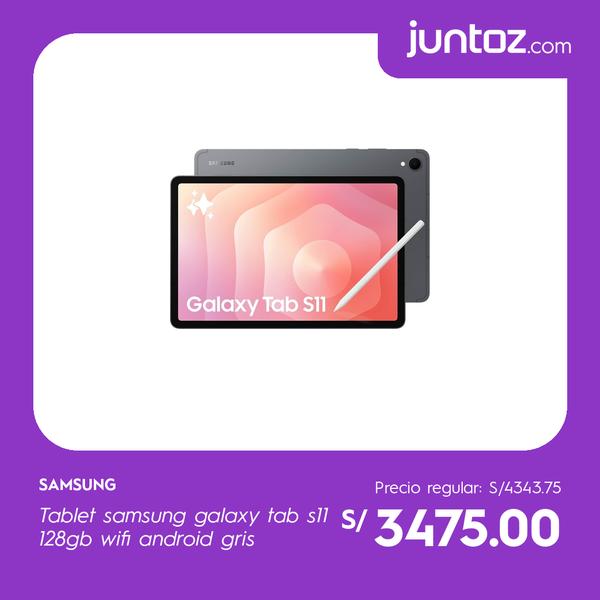 juntoz.com
SAMSUNG
Galaxy Tab S11
SAMSUNG
Precio regular: S/4343.75
Tablet samsung galaxy tab s11
128gb wifi android gris
S/ 3475.00